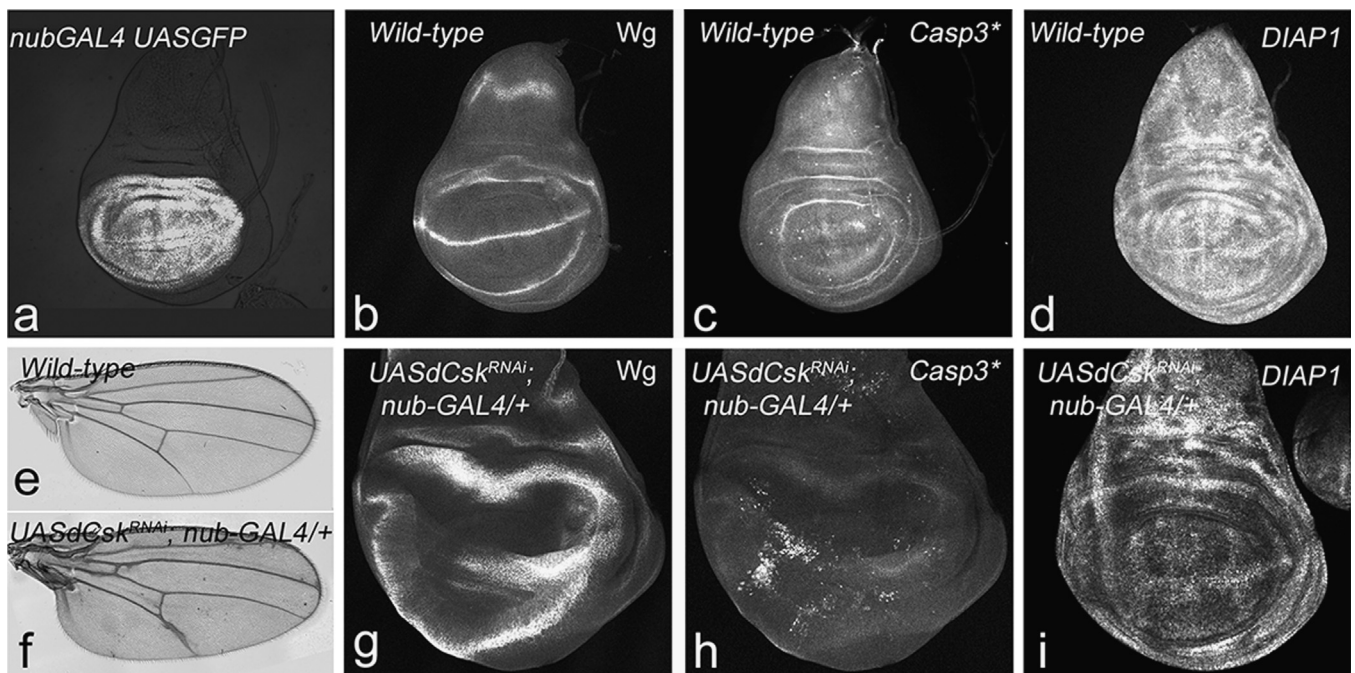 nubGAL4 UASGFP
a
Wild-type Wg
b
Wild-type Casp3*
c
Wild-type DIAP1
d
Wild-type
e
UASdCsk^RNAi; nub-GAL4/+
f
UASdCsk^RNAi; Wg
nub-GAL4/+
g
UASdCsk^RNAi; Casp3*
nub-GAL4/+
h
UASdCsk^RNAi DIAP1
nub-GAL4/+
i